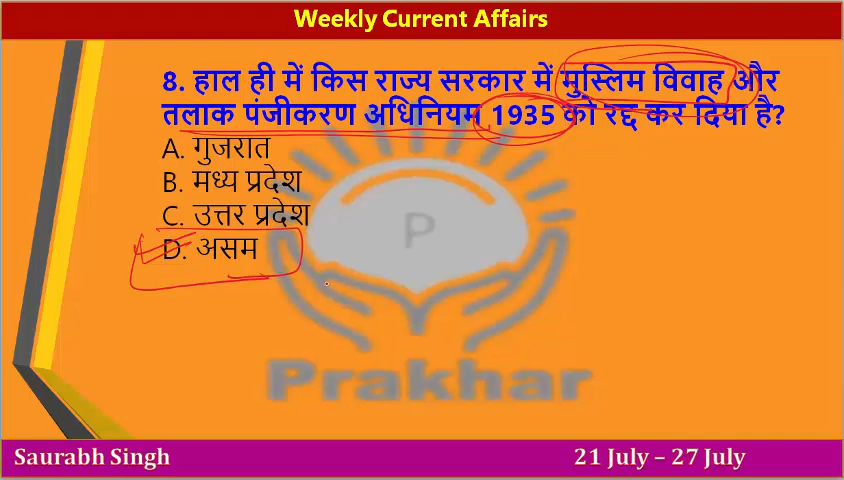 Weekly Current Affairs
8. हाल ही में किस राज्य सरकार में मुस्लिम विवाह और
तलाक पंजीकरण अधिनियम 1935 को रद्द कर दिया है?
A. गुजरात
B. मध्य प्रदेश
C. उत्तर प्रदेश
D. असम
P
Prakhar
Saurabh Singh
21 July – 27 July